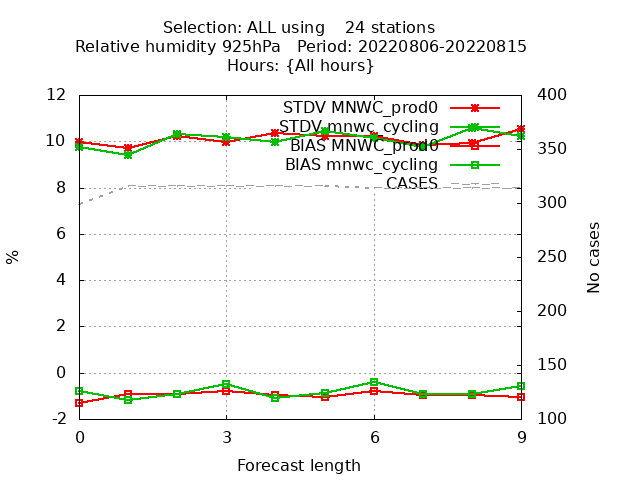 Selection: ALL using    24 stations
Relative humidity 925hPa   Period: 20220806-20220815
Hours: {All hours}
STDV MNWC_prod0
STDV mnwc_cycling
BIAS MNWC_prod0
BIAS mnwc_cycling
CASES
12
10
8
6
4
2
0
-2
%
400
350
300
250
200
150
100
No cases
0 3 6 9
Forecast length